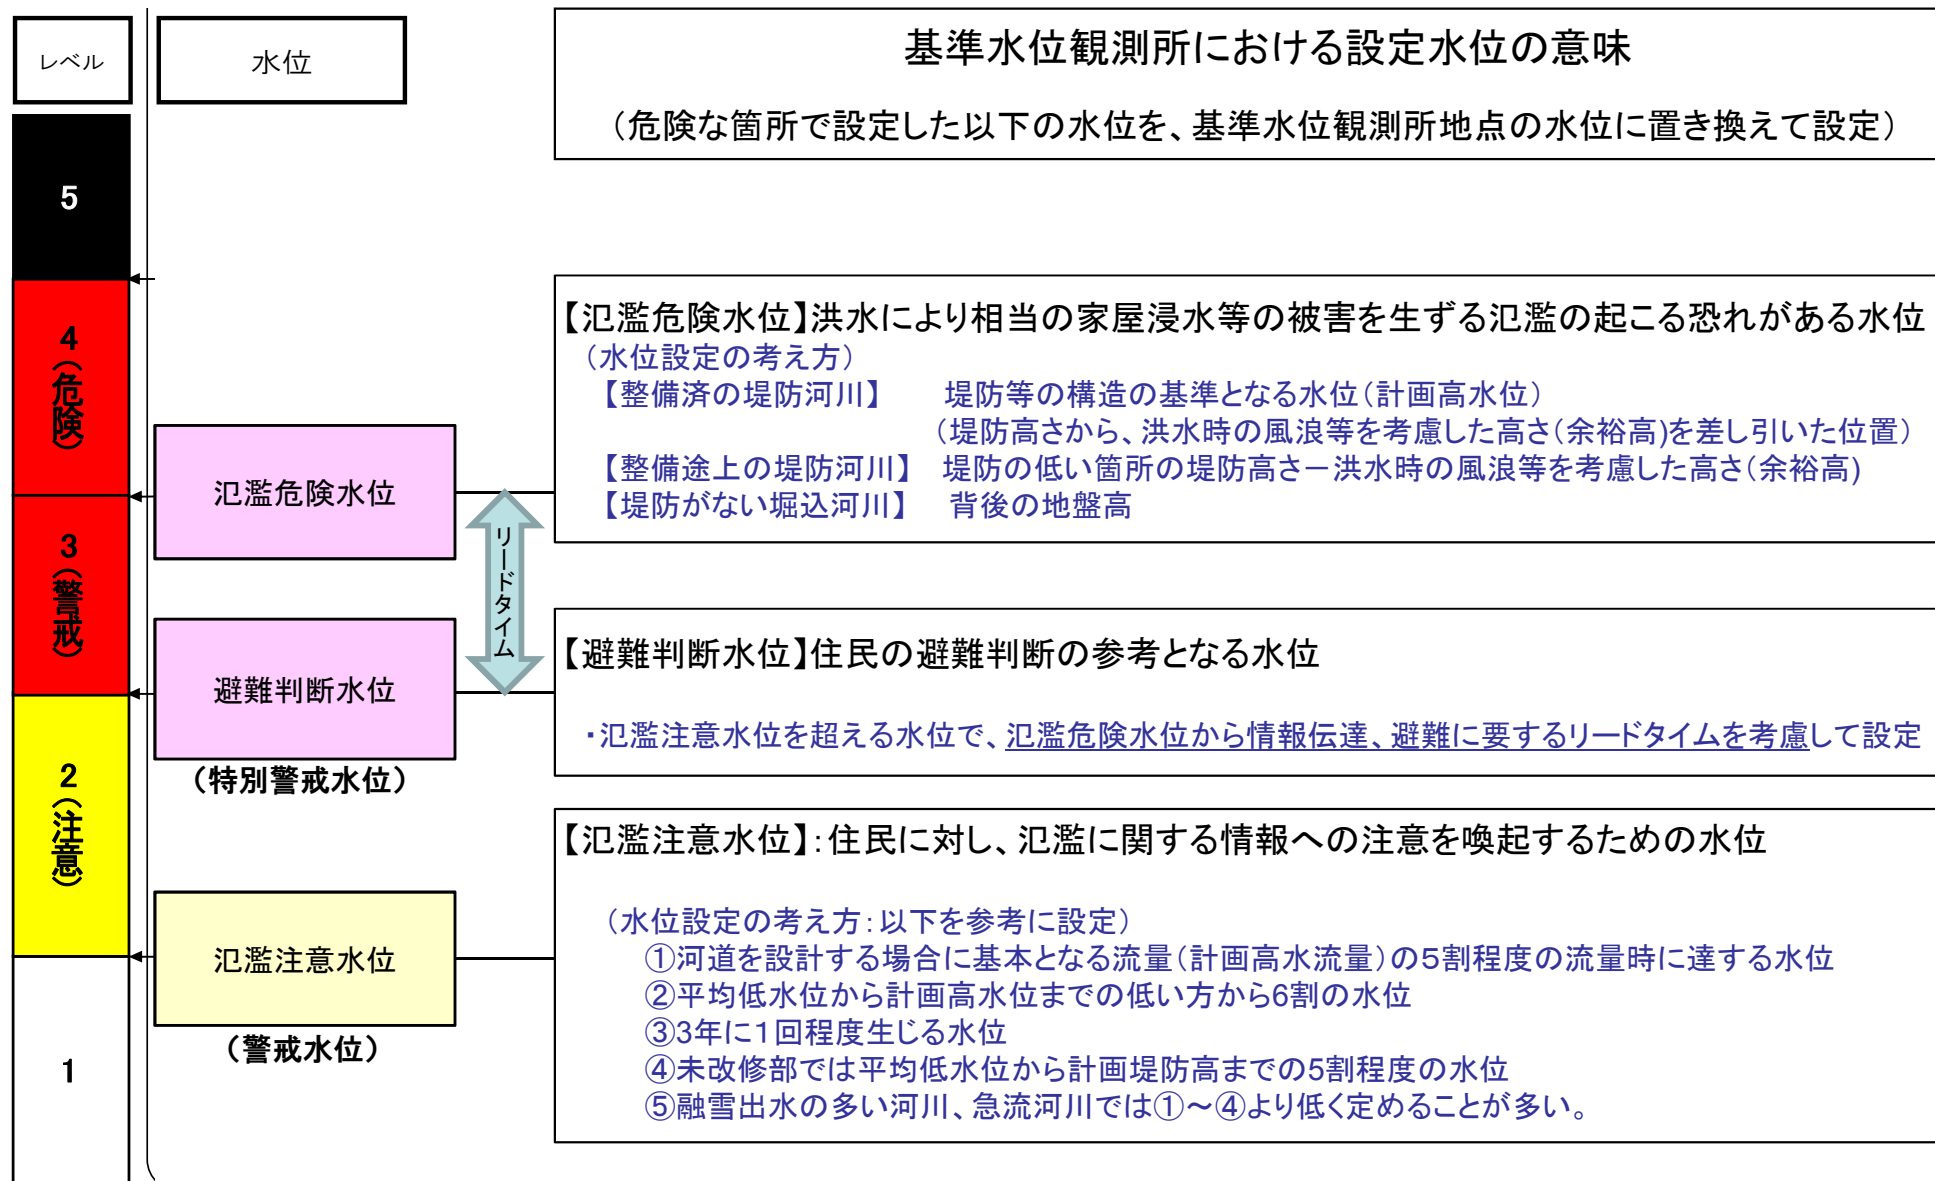 レベル
水位
基準水位観測所における設定水位の意味
（危険な箇所で設定した以下の水位を、基準水位観測所地点の水位に置き換えて設定）
5
4（危険）
3（警戒）
2（注意）
1
氾濫危険水位
避難判断水位
（特別警戒水位）
氾濫注意水位
（警戒水位）
リードタイム
【氾濫危険水位】洪水により相当の家屋浸水等の被害を生ずる氾濫の起こる恐れがある水位
（水位設定の考え方）
【整備済の堤防河川】　堤防等の構造の基準となる水位（計画高水位）
（堤防高さから、洪水時の風浪等を考慮した高さ（余裕高)を差し引いた位置）
【整備途上の堤防河川】　堤防の低い箇所の堤防高さー洪水時の風浪等を考慮した高さ（余裕高)
【堤防がない堀込河川】　背後の地盤高
【避難判断水位】住民の避難判断の参考となる水位
・氾濫注意水位を超える水位で、氾濫危険水位から情報伝達、避難に要するリードタイムを考慮して設定
【氾濫注意水位】：住民に対し、氾濫に関する情報への注意を喚起するための水位
（水位設定の考え方：以下を参考に設定）
①河道を設計する場合に基本となる流量（計画高水流量）の５割程度の流量時に達する水位
②平均低水位から計画高水位までの低い方から6割の水位
③3年に１回程度生じる水位
④未改修部では平均低水位から計画堤防高までの5割程度の水位
⑤融雪出水の多い河川、急流河川では①～④より低く定めることが多い。